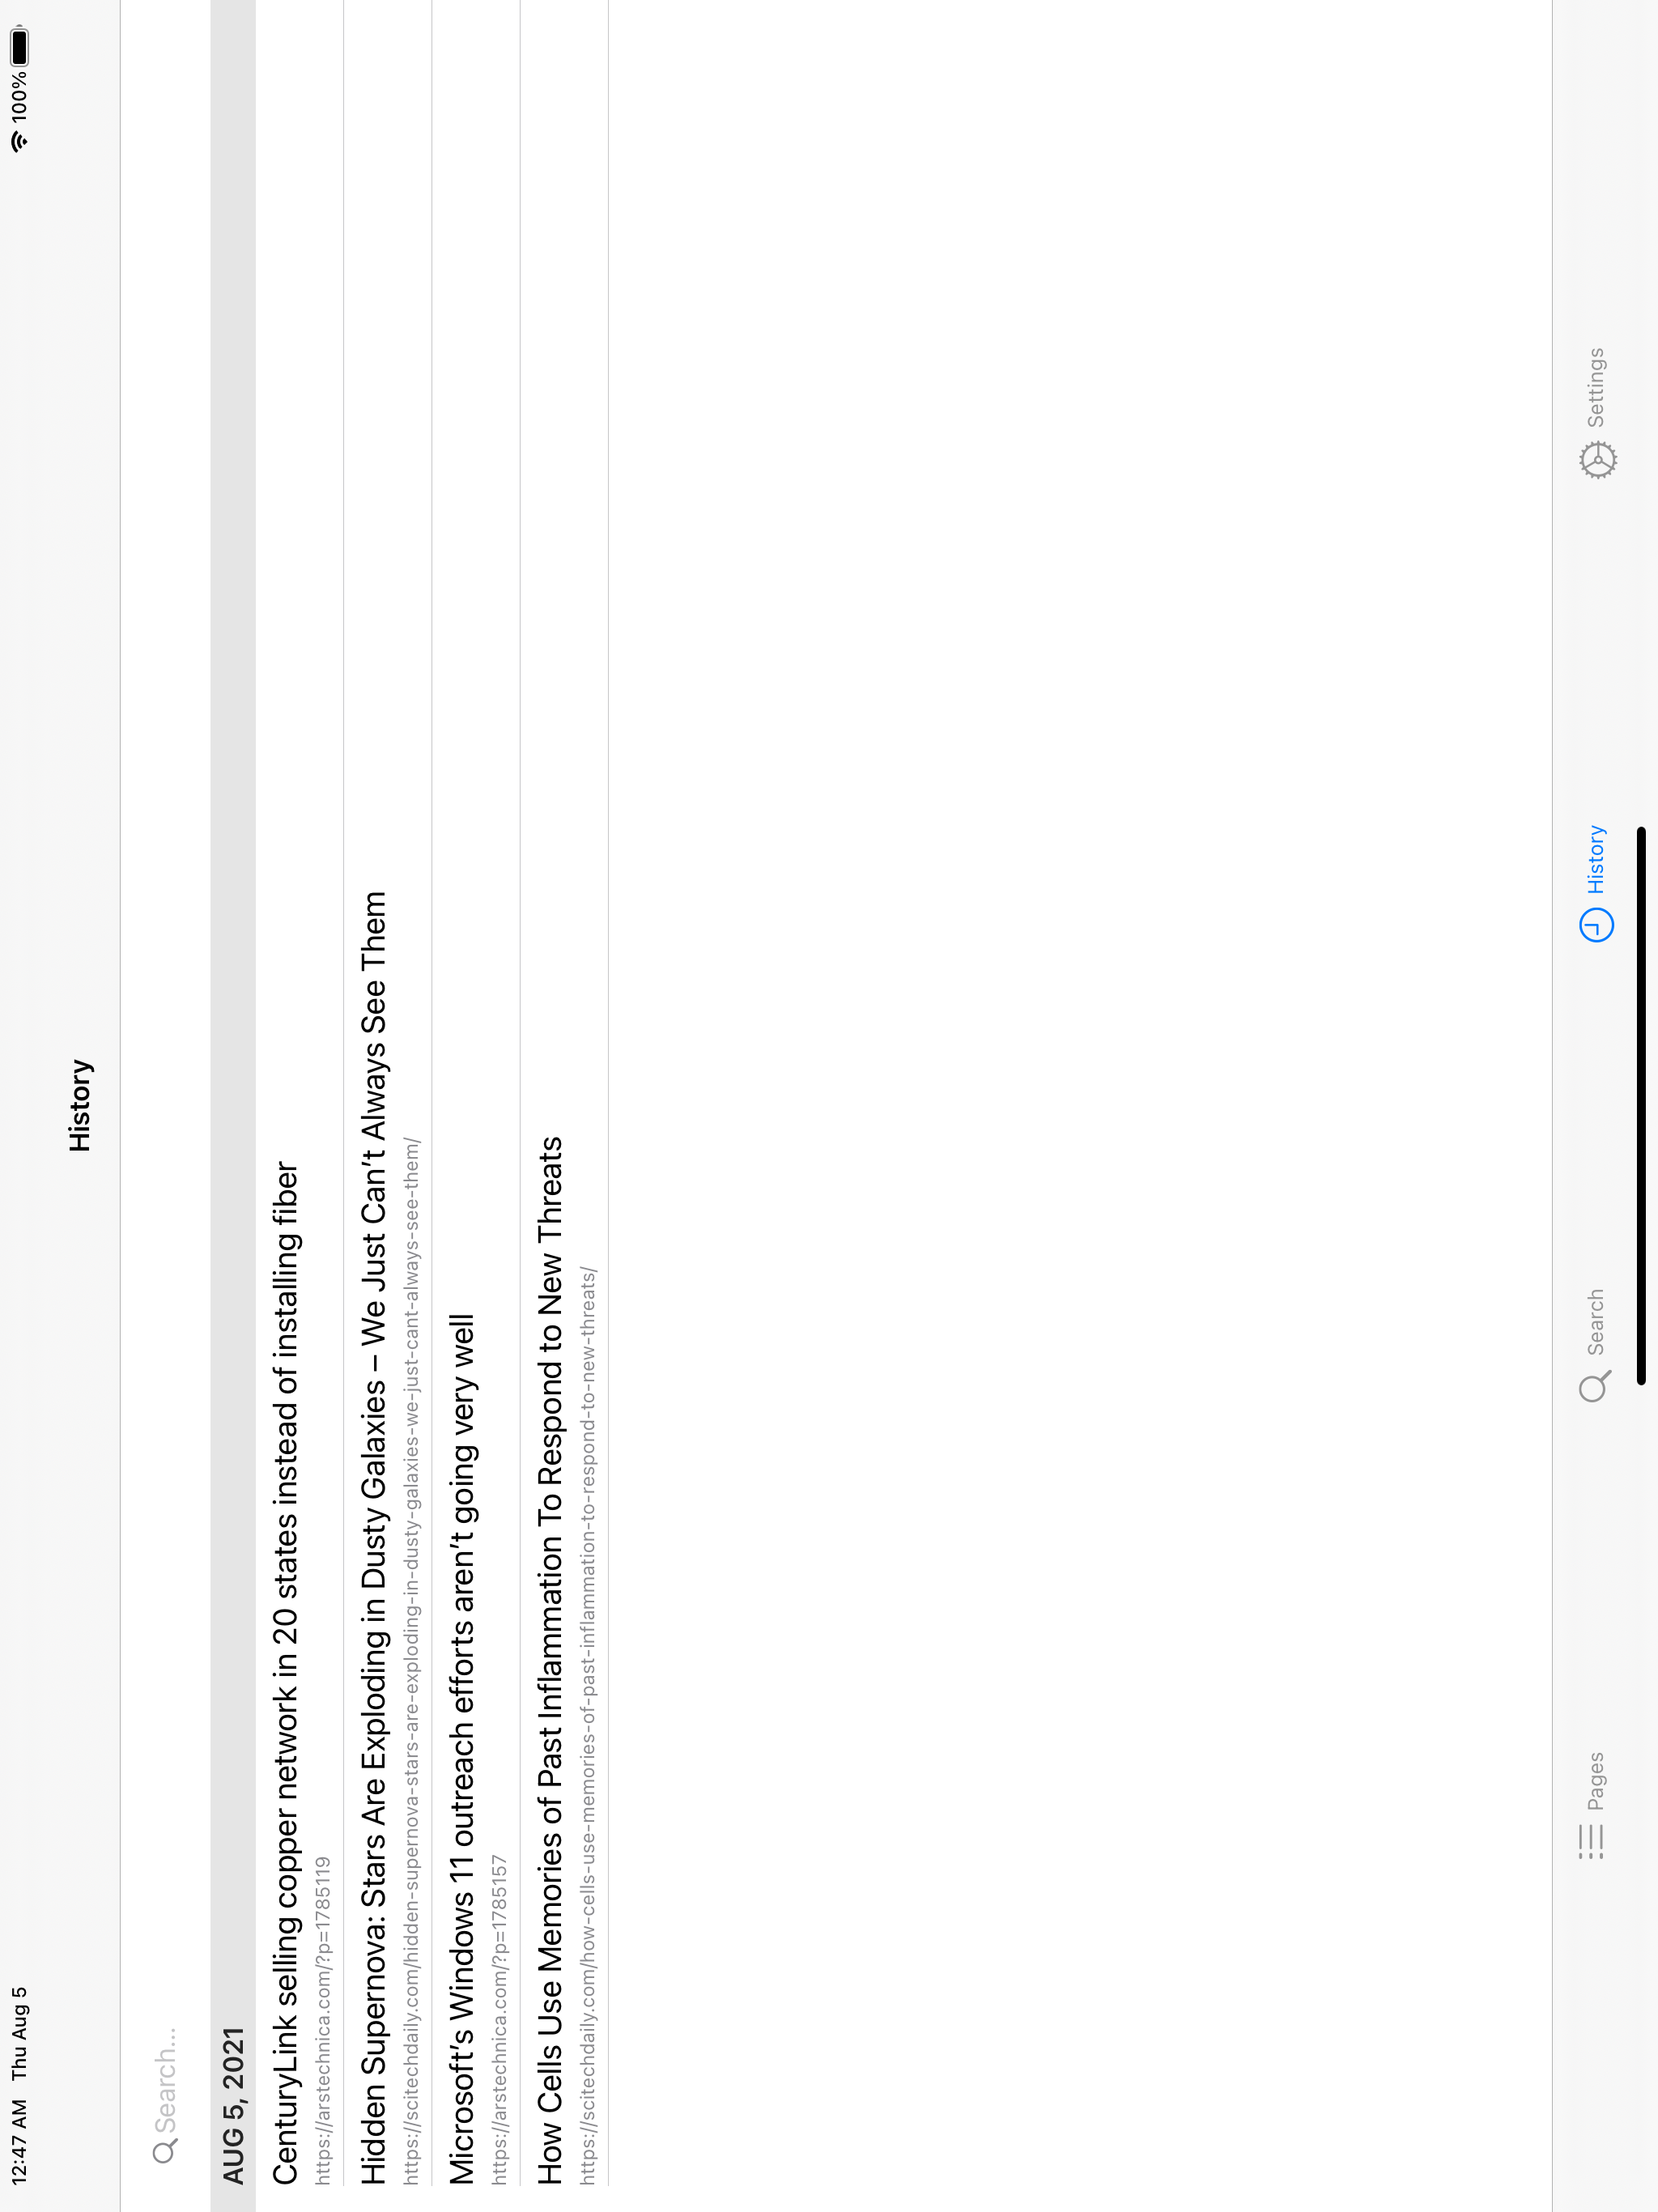 12:47 AM Thu Aug 5
100%
History
Search...
AUG 5, 2021
CenturyLink selling copper network in 20 states instead of installing fiber
https://arstechnica.com/?p=1785119
Hidden Supernova: Stars Are Exploding in Dusty Galaxies – We Just Can’t Always See Them
https://scitechdaily.com/hidden-supernova-stars-are-exploding-in-dusty-galaxies-we-just-cant-always-see-them/
Microsoft’s Windows 11 outreach efforts aren’t going very well
https://arstechnica.com/?p=1785157
How Cells Use Memories of Past Inflammation To Respond to New Threats
https://scitechdaily.com/how-cells-use-memories-of-past-inflammation-to-respond-to-new-threats/
Pages
Search
History
Settings